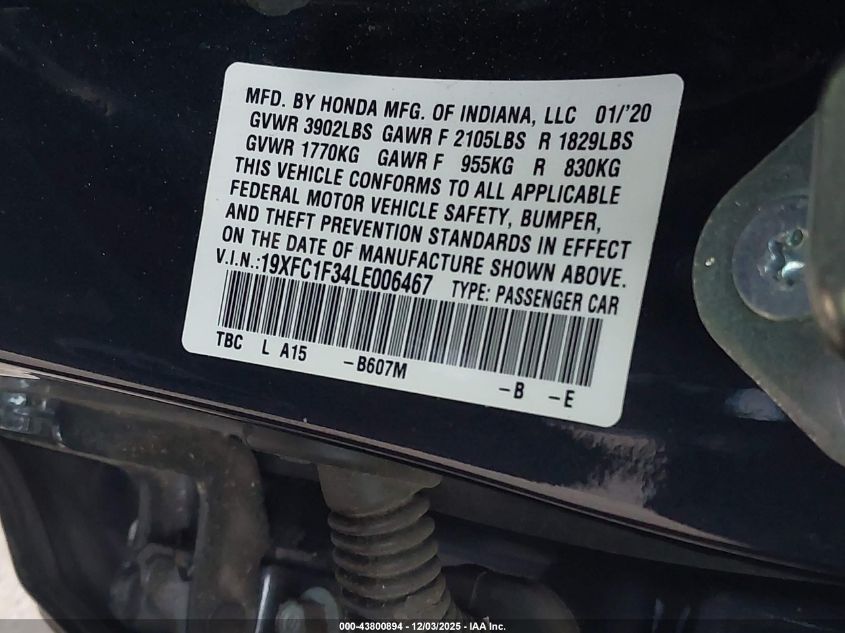 MFD. BY HONDA MFG. OF INDIANA, LLC 01/'20
GVWR 3902LBS GAWR F 2105LBS R 1829LBS
GVWR 1770KG GAWR F 955KG R 830KG
THIS VEHICLE CONFORMS TO ALL APPLICABLE
FEDERAL MOTOR VEHICLE SAFETY, BUMPER,
AND THEFT PREVENTION STANDARDS IN EFFECT
ON THE DATE OF MANUFACTURE SHOWN ABOVE.
V.I.N.:19XFC1F34LE006467 TYPE: PASSENGER CAR
TBC L A15 -B607M -B -E
000-43800894 - 12/03/2025 - IAA Inc.